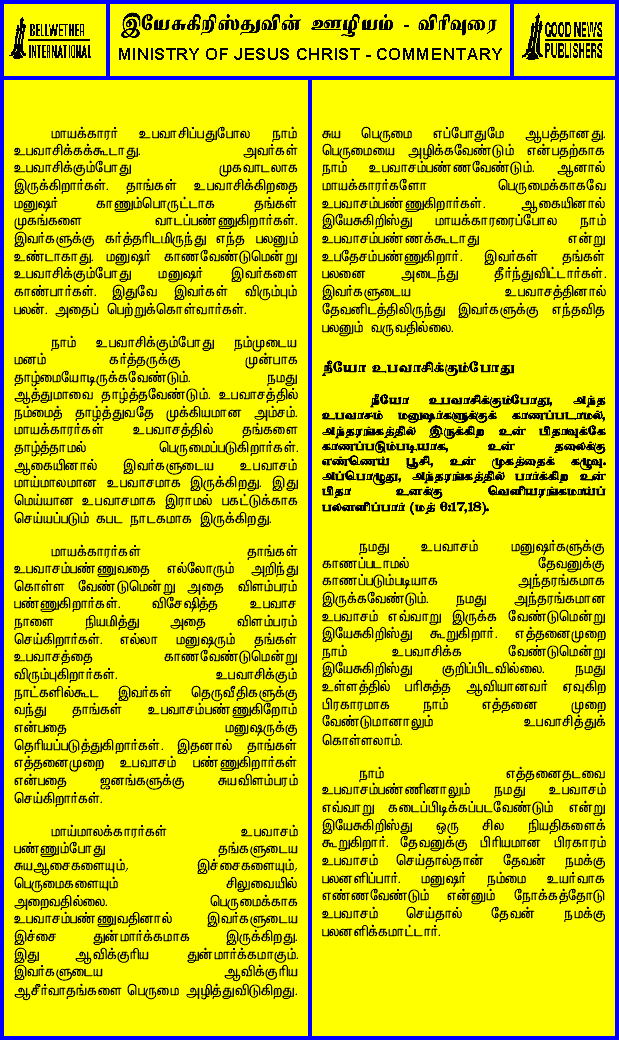 BELLWETHER
INTERNATIONAL
இயேசுகிறிஸ்துவின் ஊழியம் - விரிவுரை
MINISTRY OF JESUS CHRIST - COMMENTARY
GOOD NEWS
PUBLISHERS
மாயக்காரர் உபவாசிப்பதுபோல நாம்
உபவாசிக்கக்கூடாது. அவர்கள்
உபவாசிக்கும்போது முகவாடலாக
இருக்கிறார்கள். தாங்கள் உபவாசிக்கிறதை
மனுஷர் காணும்பொருட்டாக தங்கள்
முகங்களை வாடப்பண்ணுகிறார்கள்.
இவர்களுக்கு கர்த்தரிடமிருந்து எந்த பலனும்
உண்டாகாது. மனுஷர் காணவேண்டுமென்று
உபவாசிக்கும்போது மனுஷர் இவர்களை
காண்பார்கள். இதுவே இவர்கள் விரும்பும்
பலன். அதைப் பெற்றுக்கொள்வார்கள்.
நாம் உபவாசிக்கும்போது நம்முடைய
மனம் கர்த்தருக்கு முன்பாக
தாழ்மையோடிருக்கவேண்டும். நமது
ஆத்துமாவை தாழ்த்தவேண்டும். உபவாசத்தில்
நம்மைத் தாழ்த்துவதே முக்கியமான அம்சம்.
மாயக்காரர்கள் உபவாசத்தில் தங்களை
தாழ்த்தாமல் பெருமைப்படுகிறார்கள்.
ஆகையினால் இவர்களுடைய உபவாசம்
மாய்மாலமான உபவாசமாக இருக்கிறது. இது
மெய்யான உபவாசமாக இராமல் பகட்டுக்காக
செய்யப்படும் கபட நாடகமாக இருக்கிறது.
மாயக்காரர்கள் தாங்கள்
உபவாசம்பண்ணுவதை எல்லோரும் அறிந்து
கொள்ள வேண்டுமென்று அதை விளம்பரம்
பண்ணுகிறார்கள். விசேஷித்த உபவாச
நாளை நியமித்து அதை விளம்பரம்
செய்கிறார்கள். எல்லா மனுஷரும் தங்கள்
உபவாசத்தை காணவேண்டுமென்று
விரும்புகிறார்கள். உபவாசிக்கும்
நாட்களில்கூட இவர்கள் தெருவீதிகளுக்கு
வந்து தாங்கள் உபவாசம்பண்ணுகிறோம்
என்பதை மனுஷருக்கு
தெரியப்படுத்துகிறார்கள். இதனால் தாங்கள்
எத்தனைமுறை உபவாசம் பண்ணுகிறார்கள்
என்பதை ஜனங்களுக்கு சுயவிளம்பரம்
செய்கிறார்கள்.
மாய்மாலக்காரர்கள் உபவாசம்
பண்ணும்போது தங்களுடைய
சுயஆசைகளையும், இச்சைகளையும்,
பெருமைகளையும் சிலுவையில்
அறைவதில்லை. பெருமைக்காக
உபவாசம்பண்ணுவதினால் இவர்களுடைய
இச்சை துன்மார்க்கமாக இருக்கிறது.
இது ஆவிக்குரிய துன்மார்க்கமாகும்.
இவர்களுடைய ஆவிக்குரிய
ஆசீர்வாதங்களை பெருமை அழித்துவிடுகிறது.
சுய பெருமை எப்போதுமே ஆபத்தானது.
பெருமையை அழிக்கவேண்டும் என்பதற்காக
நாம் உபவாசம்பண்ணவேண்டும். ஆனால்
மாயக்காரர்களோ பெருமைக்காகவே
உபவாசம்பண்ணுகிறார்கள். ஆகையினால்
இயேசுகிறிஸ்து மாயக்காரரைப்போல நாம்
உபவாசம்பண்ணக்கூடாது என்று
உபதேசம்பண்ணுகிறார். இவர்கள் தங்கள்
பலனை அடைந்து தீர்ந்துவிட்டார்கள்.
இவர்களுடைய உபவாசத்தினால்
தேவனிடத்திலிருந்து இவர்களுக்கு எந்தவித
பலனும் வருவதில்லை.
நீயோ உபவாசிக்கும்போது
நீயோ உபவாசிக்கும்போது, அந்த
உபவாசம் மனுஷர்களுக்குக் காணப்படாமல்,
அந்தரங்கத்தில் இருக்கிற உன் பிதாவுக்கே
காணப்படும்படியாக, உன் தலைக்கு
எண்ணெய் பூசி, உன் முகத்தைக் கழுவு.
அப்பொழுது, அந்தரங்கத்தில் பார்க்கிற உன்
பிதா உனக்கு வெளியரங்கமாய்ப்
பலனளிப்பார் (மத் 6:17,18).
நமது உபவாசம் மனுஷர்களுக்கு
காணப்படாமல் தேவனுக்கு
காணப்படும்படியாக அந்தரங்கமாக
இருக்கவேண்டும். நமது அந்தரங்கமான
உபவாசம் எவ்வாறு இருக்க வேண்டுமென்று
இயேசுகிறிஸ்து கூறுகிறார். எத்தனைமுறை
நாம் உபவாசிக்க வேண்டுமென்று
இயேசுகிறிஸ்து குறிப்பிடவில்லை. நமது
உள்ளத்தில் பரிசுத்த ஆவியானவர் ஏவுகிற
பிரகாரமாக நாம் எத்தனை முறை
வேண்டுமானாலும் உபவாசித்துக்
கொள்ளலாம்.
நாம் எத்தனைதடவை
உபவாசம்பண்ணினாலும் நமது உபவாசம்
எவ்வாறு கடைப்பிடிக்கப்படவேண்டும் என்று
இயேசுகிறிஸ்து ஒரு சில நியதிகளைக்
கூறுகிறார். தேவனுக்கு பிரியமான பிரகாரம்
உபவாசம் செய்தால்தான் தேவன் நமக்கு
பலனளிப்பார். மனுஷர் நம்மை உயர்வாக
எண்ணவேண்டும் என்னும் நோக்கத்தோடு
உபவாசம் செய்தால் தேவன் நமக்கு
பலனளிக்கமாட்டார்.